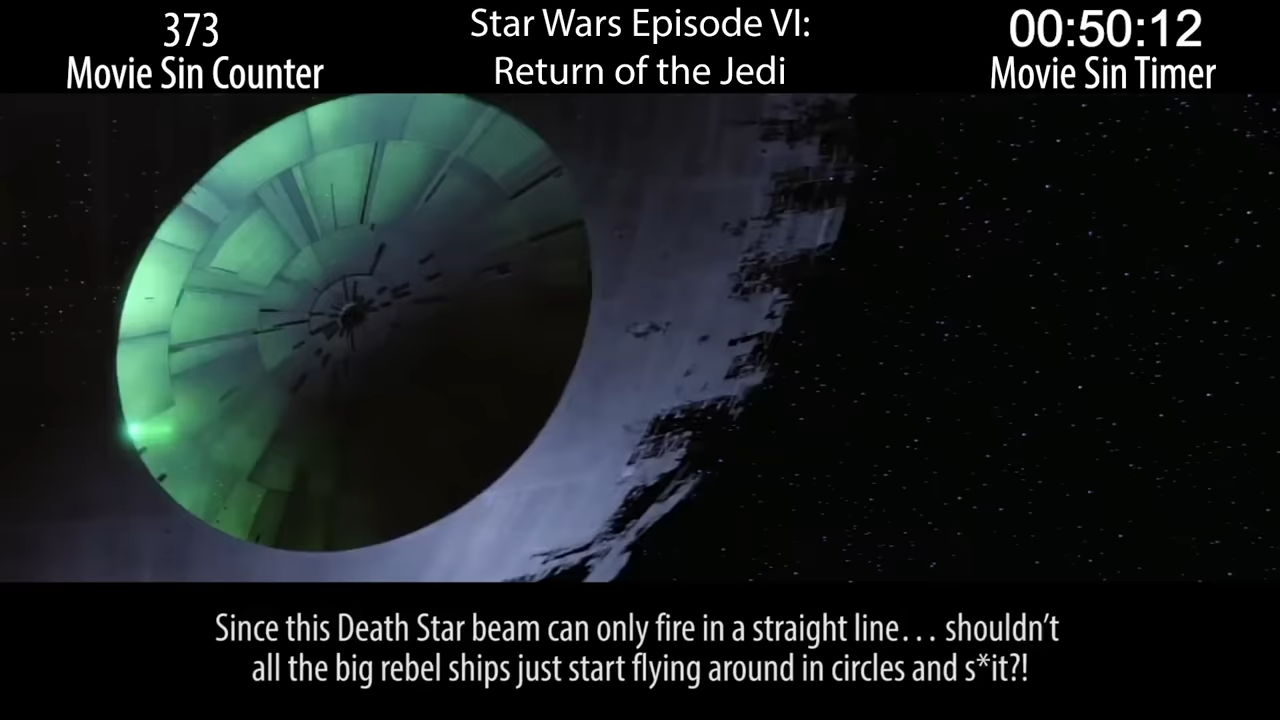 373
Movie Sin Counter
Star Wars Episode VI:
Return of the Jedi
00:50:12
Movie Sin Timer
Since this Death Star beam can only fire in a straight line… shouldn't
all the big rebel ships just start flying around in circles and s*it?!